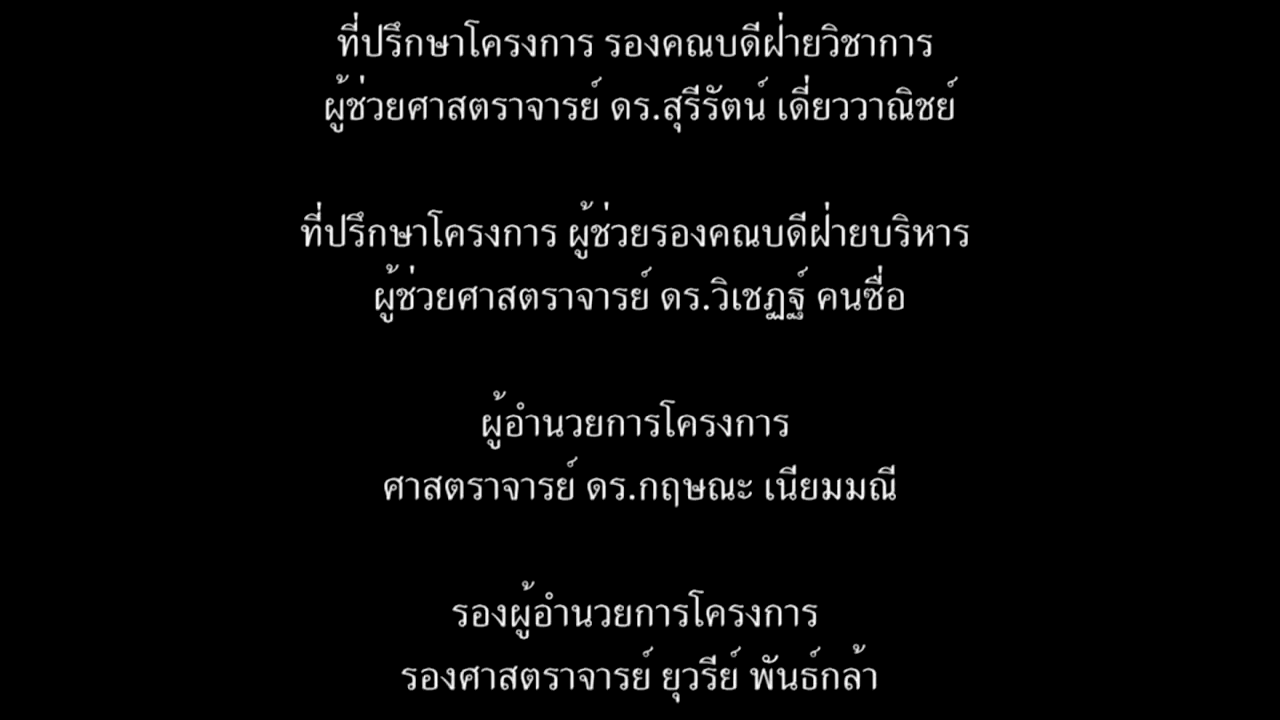 ที่ปรึกษาโครงการ รองคณบดีฝ่ายวิชาการ
ผู้ช่วยศาสตราจารย์ ดร.สุรีรัตน์ เดี่ยววาณิชย์
ที่ปรึกษาโครงการ ผู้ช่วยรองคณบดีฝ่ายบริหาร
ผู้ช่วยศาสตราจารย์ ดร.วิเชฏฐ์ คนซื่อ
ผู้อำนวยการโครงการ
ศาสตราจารย์ ดร.กฤษณะ เนียมมณี
รองผู้อำนวยการโครงการ
รองศาสตราจารย์ ยุวรีย์ พันธ์กล้า